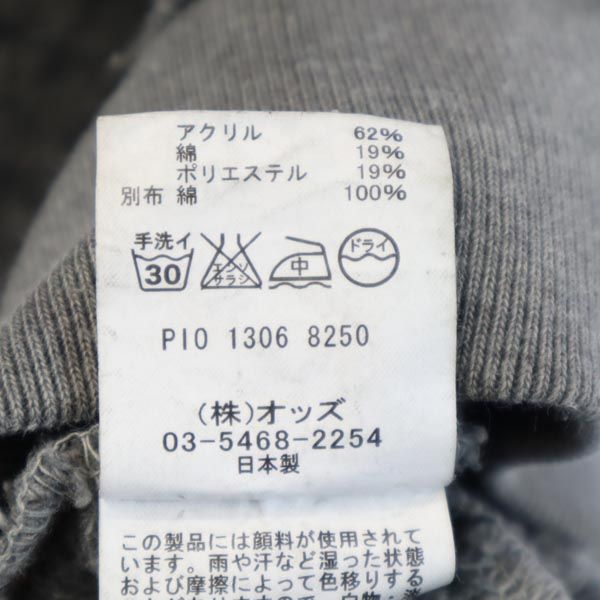 アクリル 62%
綿 19%
ポリエステル 19%
別布 綿 100%
手洗イ
30 エンソサラシ 中 ドライ
PIO 1306 8250
(株)オッズ
03-5468-2254
日本製
この製品には顔料が使用されて
います。雨や汗など湿った状態
および摩擦によって色移りする